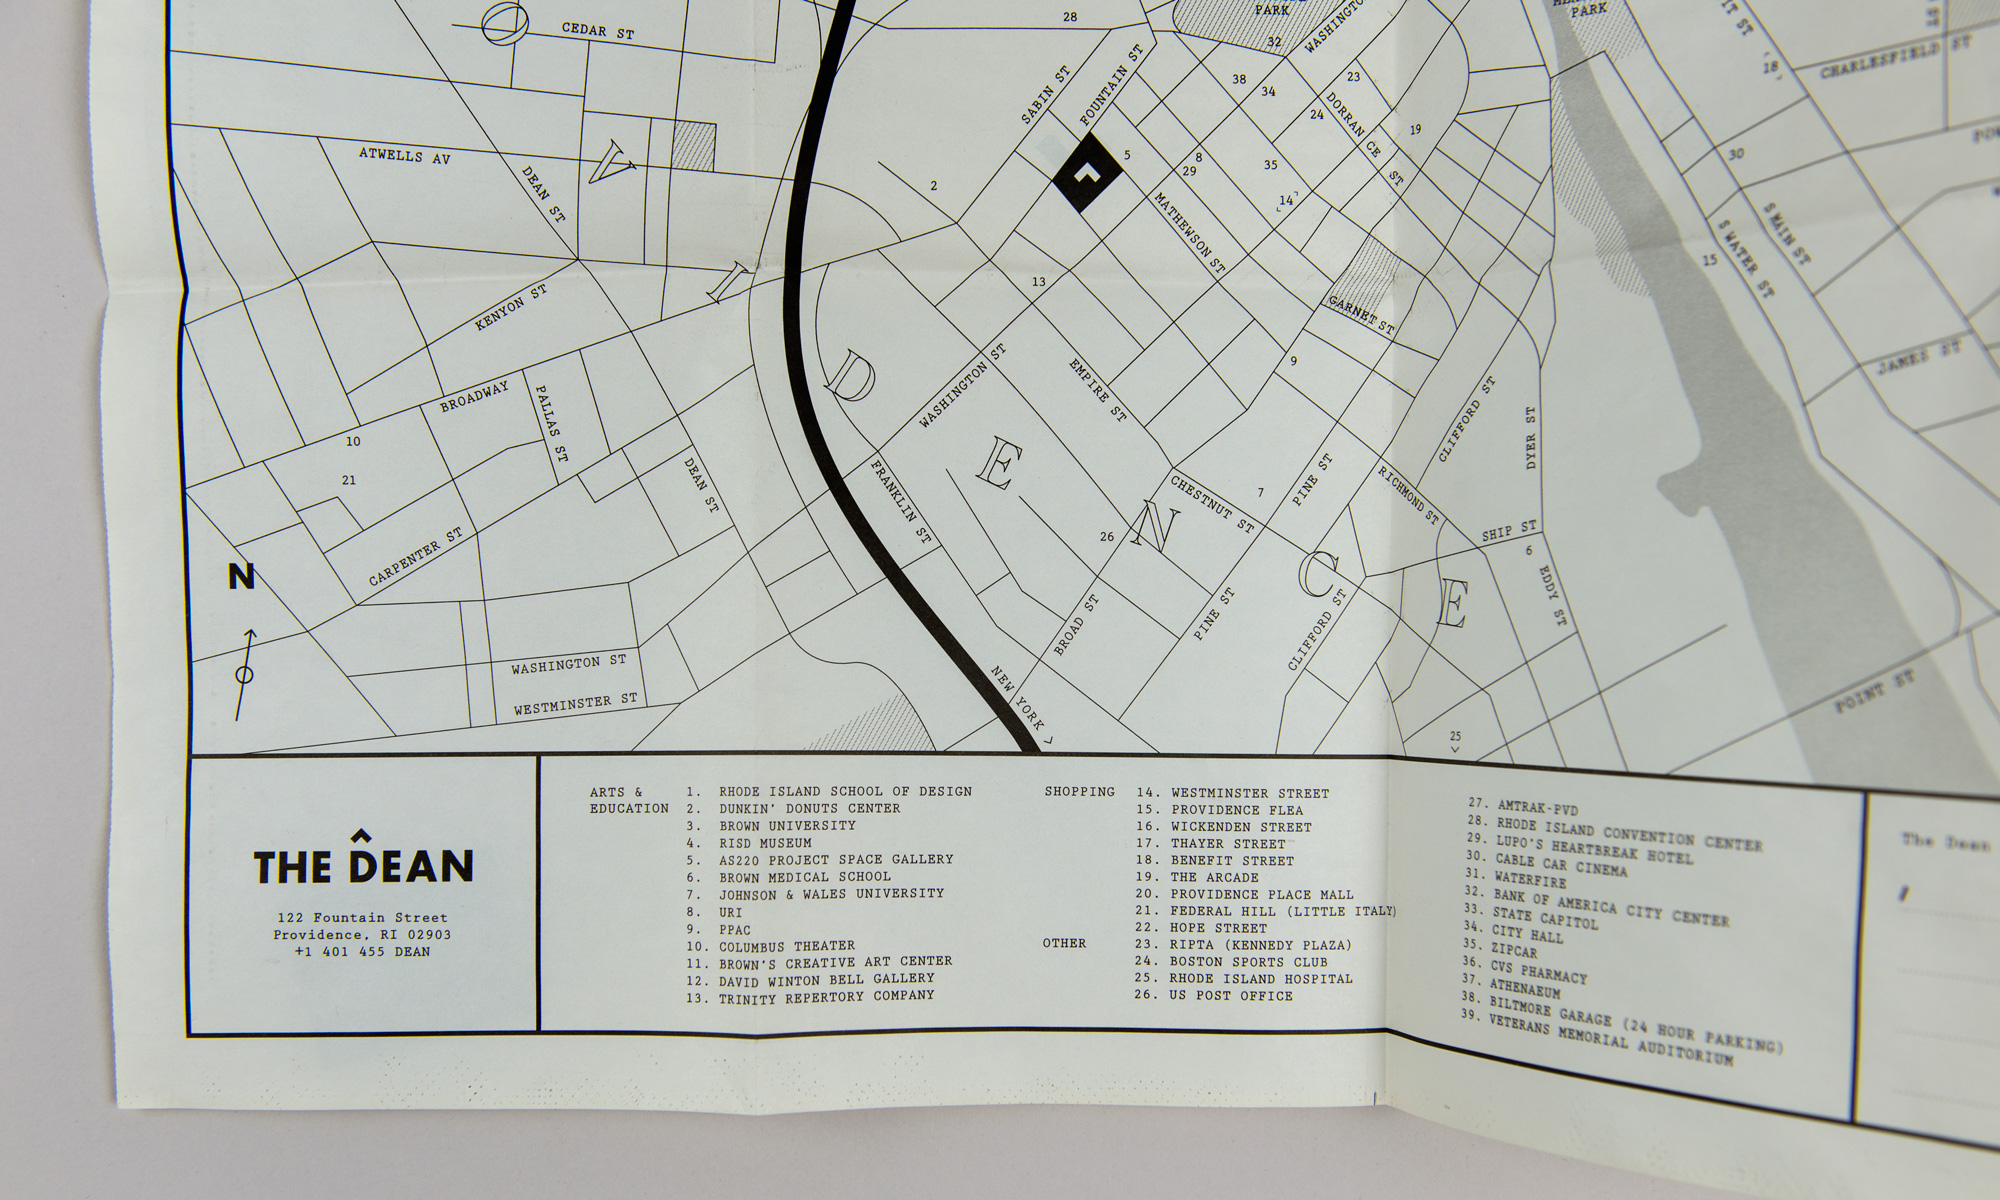 CEDAR ST
ATWELLS AV
DEAN ST
KENYON ST
BROADWAY
PALLAS ST
CARPENTER ST
DEAN ST
WASHINGTON ST
WESTMINSTER ST
N
10
21
V
I
D
E
N
C
E
28
PARK
32
WASHINGTO
SABIN ST
FOUNTAIN ST
38
34
23
24
DORRANCE ST
19
2
5
8
29
35
14
MATHEWSON ST
13
GARNET ST
9
WASHINGTON ST
EMPIRE ST
FRANKLIN ST
CHESTNUT ST
7
PINE ST
RICHMOND ST
CLIFFORD ST
DYER ST
SHIP ST
6
EDDY ST
26
BROAD ST
PINE ST
CLIFFORD ST
NEW YORK
25
PARK
IT ST
18
CHARLESFIELD ST
30
S MAIN ST
S WATER ST
15
JAMES ST
POINT ST
THE DEAN
122 Fountain Street
Providence, RI 02903
+1 401 455 DEAN
ARTS &
EDUCATION
1. RHODE ISLAND SCHOOL OF DESIGN
2. DUNKIN' DONUTS CENTER
3. BROWN UNIVERSITY
4. RISD MUSEUM
5. AS220 PROJECT SPACE GALLERY
6. BROWN MEDICAL SCHOOL
7. JOHNSON & WALES UNIVERSITY
8. URI
9. PPAC
10. COLUMBUS THEATER
11. BROWN'S CREATIVE ART CENTER
12. DAVID WINTON BELL GALLERY
13. TRINITY REPERTORY COMPANY
SHOPPING
14. WESTMINSTER STREET
15. PROVIDENCE FLEA
16. WICKENDEN STREET
17. THAYER STREET
18. BENEFIT STREET
19. THE ARCADE
20. PROVIDENCE PLACE MALL
21. FEDERAL HILL (LITTLE ITALY)
22. HOPE STREET
OTHER
23. RIPTA (KENNEDY PLAZA)
24. BOSTON SPORTS CLUB
25. RHODE ISLAND HOSPITAL
26. US POST OFFICE
27. AMTRAK-PVD
28. RHODE ISLAND CONVENTION CENTER
29. LUPO'S HEARTBREAK HOTEL
30. CABLE CAR CINEMA
31. WATERFIRE
32. BANK OF AMERICA CITY CENTER
33. STATE CAPITOL
34. CITY HALL
35. ZIPCAR
36. CVS PHARMACY
37. ATHENAEUM
38. BILTMORE GARAGE (24 HOUR PARKING)
39. VETERANS MEMORIAL AUDITORIUM
The Dean